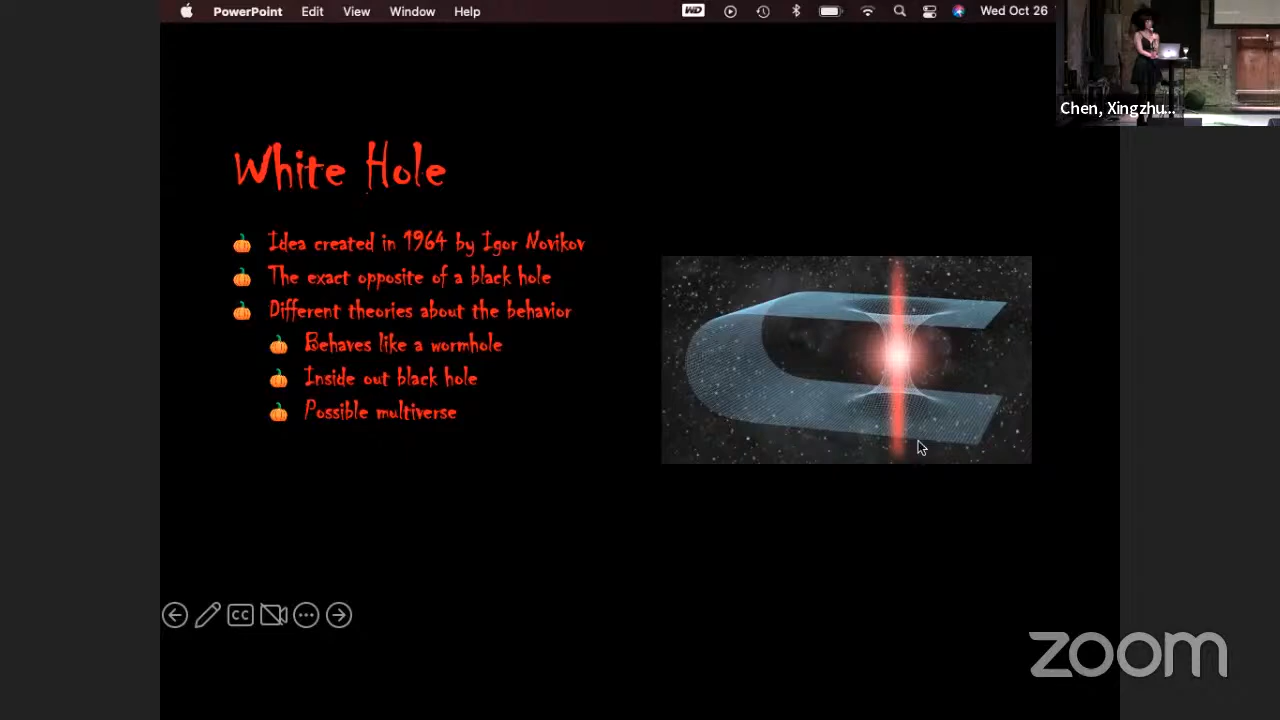 PowerPoint Edit View Window Help WD Wed Oct 26
Chen, Xingzhu...
White Hole
Idea created in 1964 by Igor Novikov
The exact opposite of a black hole
Different theories about the behavior
Behaves like a wormhole
Inside out black hole
Possible multiverse
CC
zoom